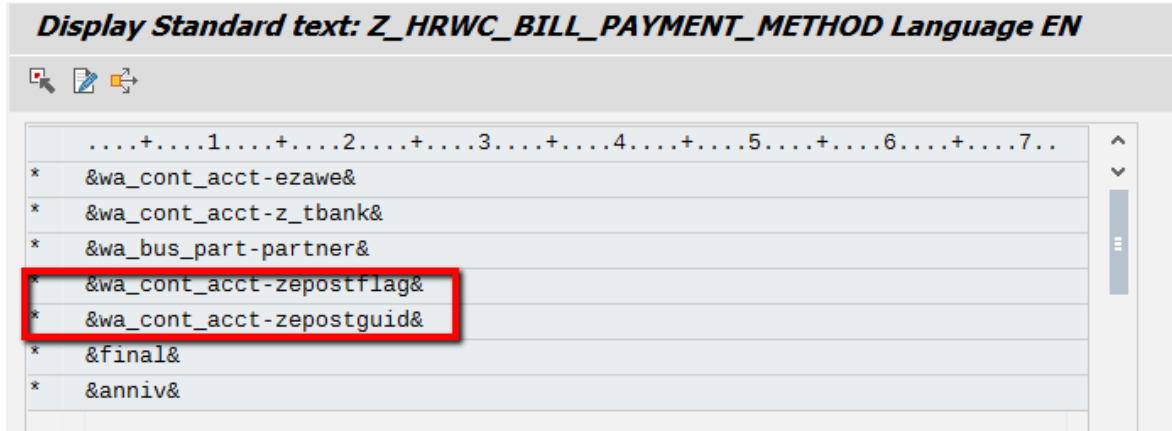 Display Standard text: Z_HRWC_BILL_PAYMENT_METHOD Language EN
....+....1....+....2....+....3....+....4....+....5....+....6....+....7..
* &wa_cont_acct-ezawe&
* &wa_cont_acct-z_tbank&
* &wa_bus_part-partner&
* &wa_cont_acct-zepostflag&
* &wa_cont_acct-zepostguid&
* &final&
* &anniv&